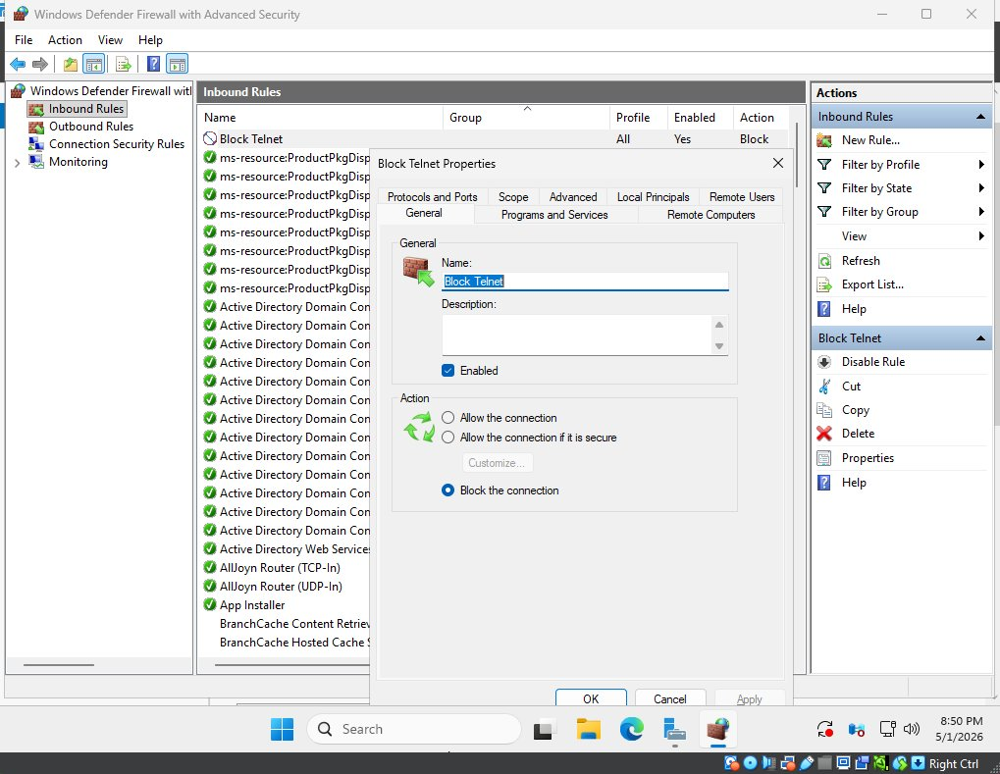 Windows Defender Firewall with Advanced Security
File Action View Help
Windows Defender Firewall with
Inbound Rules
Outbound Rules
Connection Security Rules
Monitoring
Inbound Rules
Name Group Profile Enabled Action
Block Telnet All Yes Block
ms-resource:ProductPkgDisp
ms-resource:ProductPkgDisp
ms-resource:ProductPkgDisp
ms-resource:ProductPkgDisp
ms-resource:ProductPkgDisp
ms-resource:ProductPkgDisp
ms-resource:ProductPkgDisp
ms-resource:ProductPkgDisp
Active Directory Domain Con
Active Directory Domain Con
Active Directory Domain Con
Active Directory Domain Con
Active Directory Domain Con
Active Directory Domain Con
Active Directory Domain Con
Active Directory Domain Con
Active Directory Domain Con
Active Directory Domain Con
Active Directory Domain Con
Active Directory Domain Con
Active Directory Domain Con
Active Directory Web Services
AllJoyn Router (TCP-In)
AllJoyn Router (UDP-In)
App Installer
BranchCache Content Retriev
BranchCache Hosted Cache S
Block Telnet Properties
Protocols and Ports Scope Advanced Local Principals Remote Users
General Programs and Services Remote Computers
General
Name:
Block Telnet
Description:
Enabled
Action
Allow the connection
Allow the connection if it is secure
Customize...
Block the connection
OK Cancel Apply
Actions
Inbound Rules
New Rule...
Filter by Profile
Filter by State
Filter by Group
View
Refresh
Export List...
Help
Block Telnet
Disable Rule
Cut
Copy
Delete
Properties
Help
Search
8:50 PM
5/1/2026
Right Ctrl